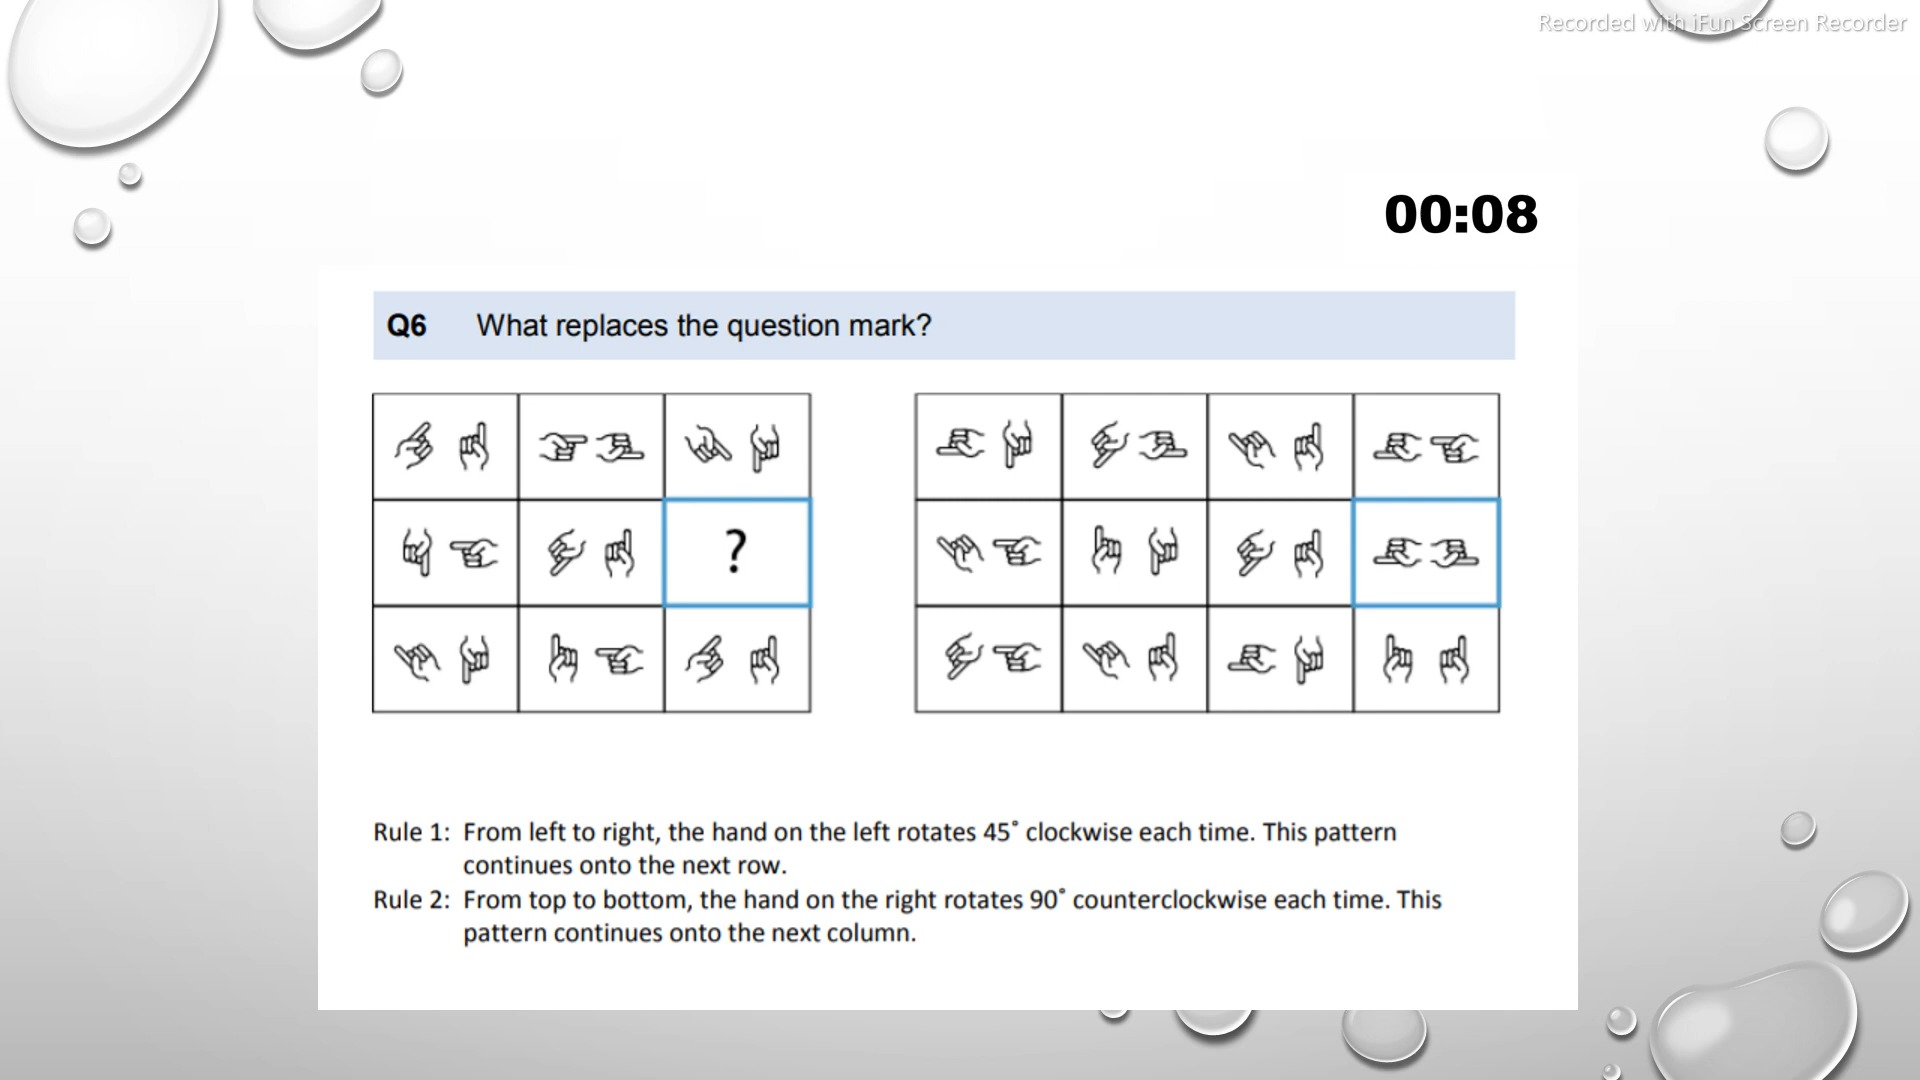 Recorded with iFun Screen Recorder
00:08
Q6 What replaces the question mark?
?
Rule 1: From left to right, the hand on the left rotates 45˚ clockwise each time. This pattern
continues onto the next row.
Rule 2: From top to bottom, the hand on the right rotates 90˚ counterclockwise each time. This
pattern continues onto the next column.